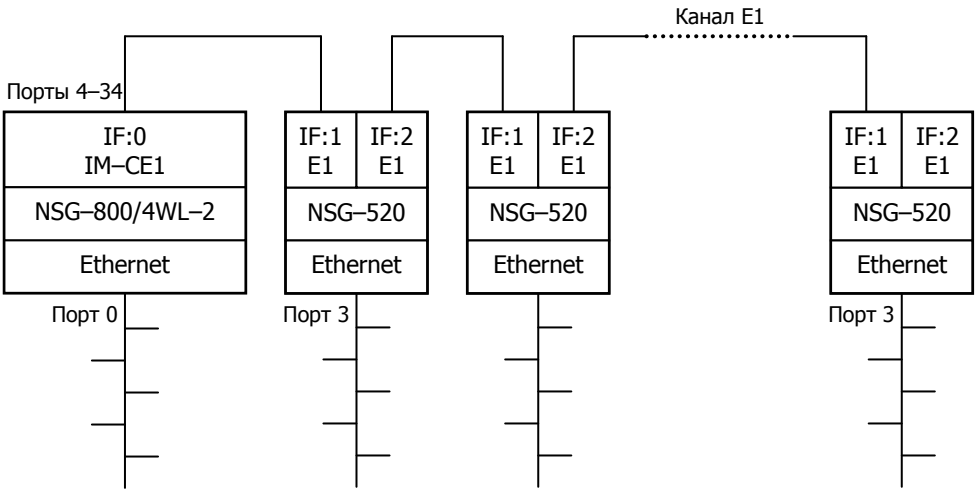 Канал E1
Порты 4–34
IF:0
IM–CE1
NSG–800/4WL–2
Ethernet
Порт 0
IF:1
E1
IF:2
E1
NSG–520
Ethernet
Порт 3
IF:1
E1
IF:2
E1
NSG–520
Ethernet
IF:1
E1
IF:2
E1
NSG–520
Ethernet
Порт 3